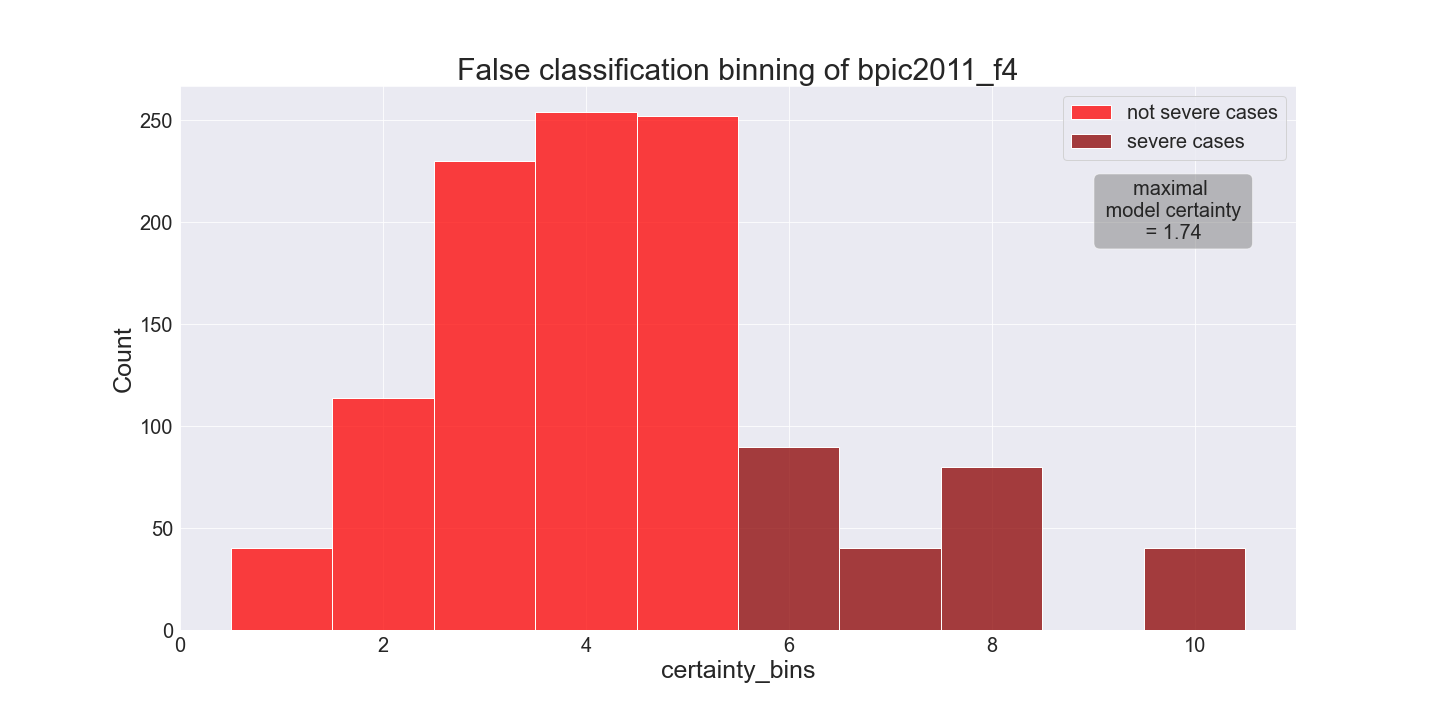 False classification binning of bpic2011_f4
not severe cases
severe cases
maximal
model certainty
= 1.74
Count
250
200
150
100
50
0
0 2 4 6 8 10
certainty_bins